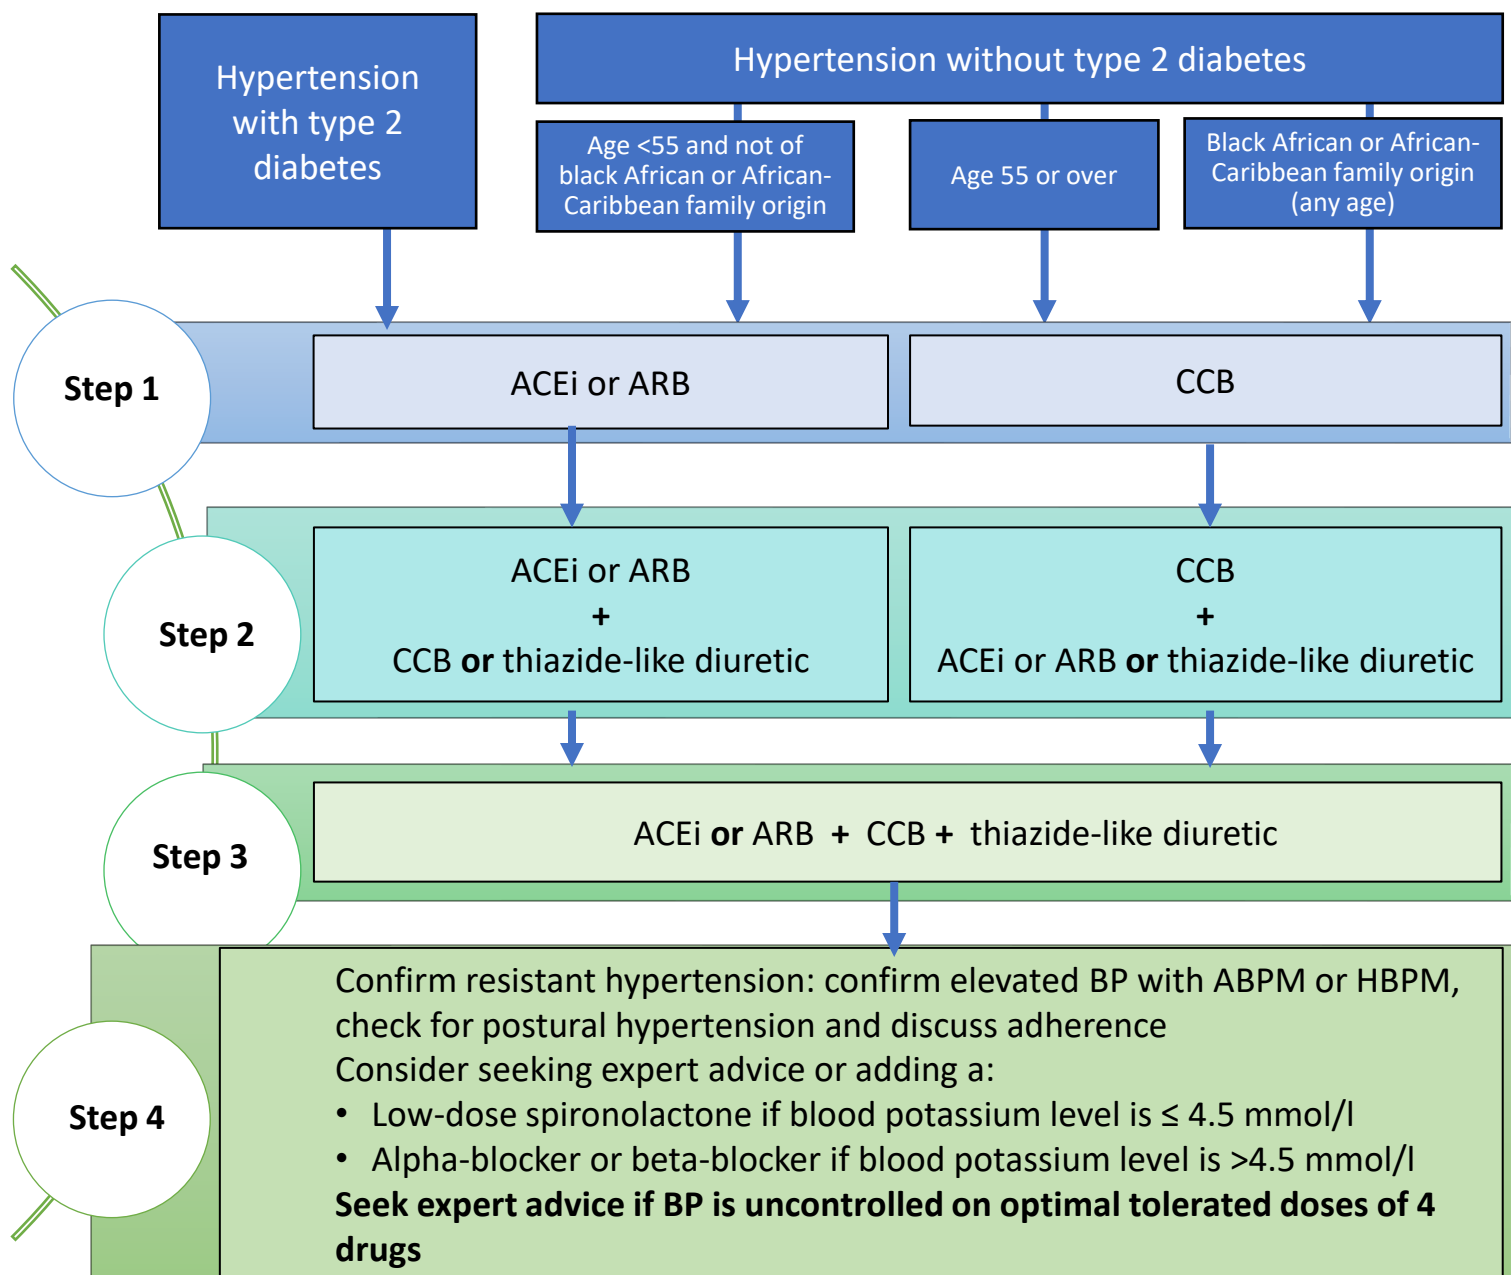 Hypertension
with type 2
diabetes
Hypertension without type 2 diabetes
Age <55 and not of
black African or African-
Caribbean family origin
Age 55 or over
Black African or African-
Caribbean family origin
(any age)
Step 1
ACEi or ARB
CCB
Step 2
ACEi or ARB
+
CCB or thiazide-like diuretic
CCB
+
ACEi or ARB or thiazide-like diuretic
Step 3
ACEi or ARB + CCB + thiazide-like diuretic
Step 4
Confirm resistant hypertension: confirm elevated BP with ABPM or HBPM,
check for postural hypertension and discuss adherence
Consider seeking expert advice or adding a:
• Low-dose spironolactone if blood potassium level is ≤ 4.5 mmol/l
• Alpha-blocker or beta-blocker if blood potassium level is >4.5 mmol/l
Seek expert advice if BP is uncontrolled on optimal tolerated doses of 4
drugs